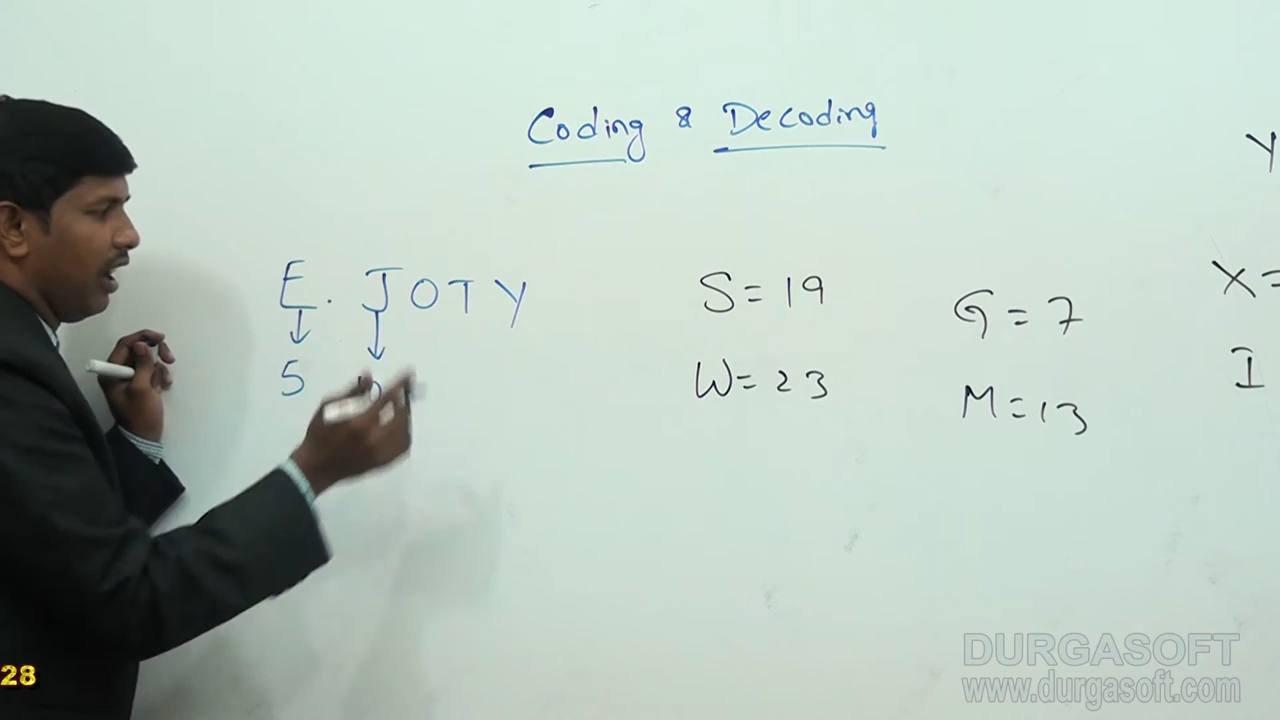 Coding & Decoding
Y
E. JOTY
5
S = 19
W = 23
G = 7
M = 13
X =
I
28
DURGASOFT
www.durgasoft.com